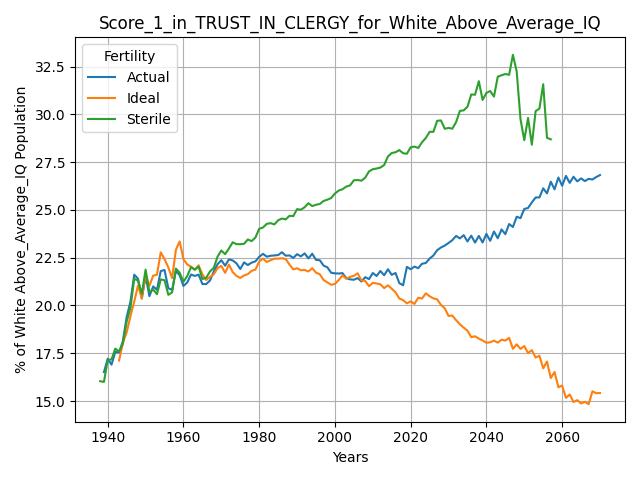 Score_1_in_TRUST_IN_CLERGY_for_White_Above_Average_IQ
% of White Above_Average_IQ Population
32.5
30.0
27.5
25.0
22.5
20.0
17.5
15.0
Fertility
Actual
Ideal
Sterile
1940 1960 1980 2000 2020 2040 2060
Years